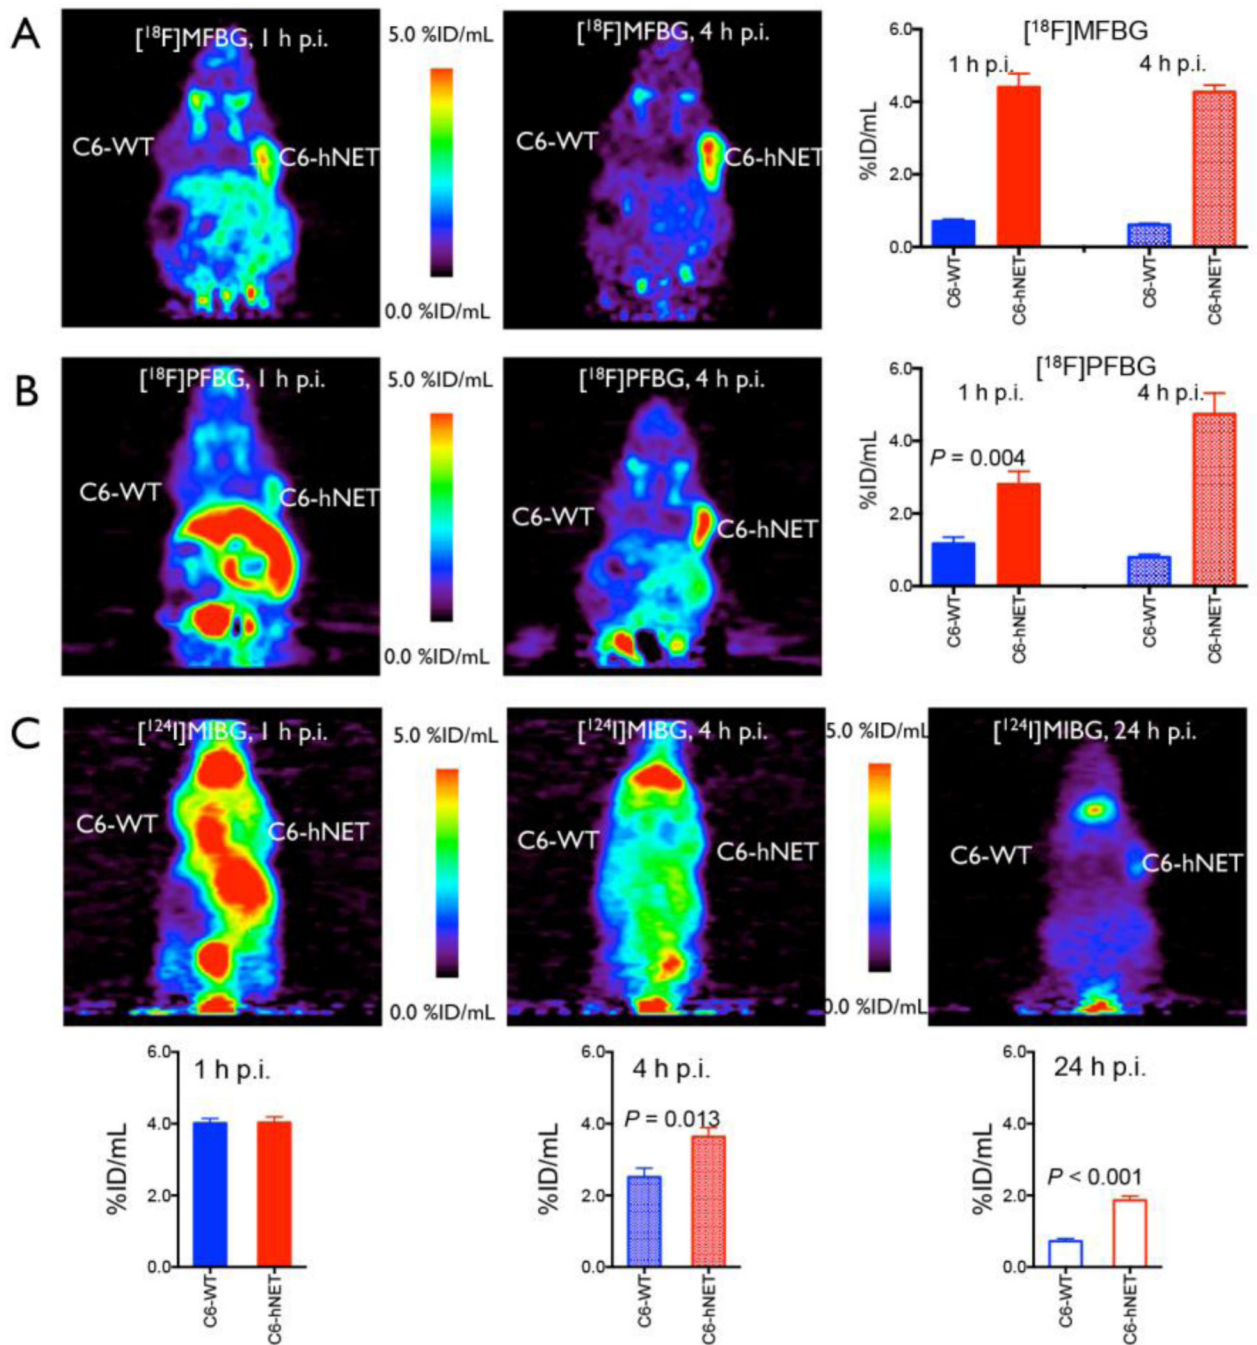 A
[¹⁸F]MFBG, 1 h p.i.
C6-WT
C6-hNET
5.0 %ID/mL
0.0 %ID/mL
[¹⁸F]MFBG, 4 h p.i.
C6-WT
C6-hNET
[¹⁸F]MFBG
1 h p.i.
4 h p.i.
%ID/mL
6.0
4.0
2.0
0.0
C6-WT
C6-hNET
C6-WT
C6-hNET
B
[¹⁸F]PFBG, 1 h p.i.
C6-WT
C6-hNET
5.0 %ID/mL
0.0 %ID/mL
[¹⁸F]PFBG, 4 h p.i.
C6-WT
C6-hNET
[¹⁸F]PFBG
1 h p.i.
4 h p.i.
P = 0.004
%ID/mL
6.0
4.0
2.0
0.0
C6-WT
C6-hNET
C6-WT
C6-hNET
C
[¹²⁴I]MIBG, 1 h p.i.
C6-WT
C6-hNET
5.0 %ID/mL
0.0 %ID/mL
[¹²⁴I]MIBG, 4 h p.i.
C6-WT
C6-hNET
5.0 %ID/mL
0.0 %ID/mL
[¹²⁴I]MIBG, 24 h p.i.
C6-WT
C6-hNET
1 h p.i.
%ID/mL
6.0
4.0
2.0
0.0
C6-WT
C6-hNET
4 h p.i.
P = 0.013
%ID/mL
6.0
4.0
2.0
0.0
C6-WT
C6-hNET
24 h p.i.
P < 0.001
%ID/mL
6.0
4.0
2.0
0.0
C6-WT
C6-hNET